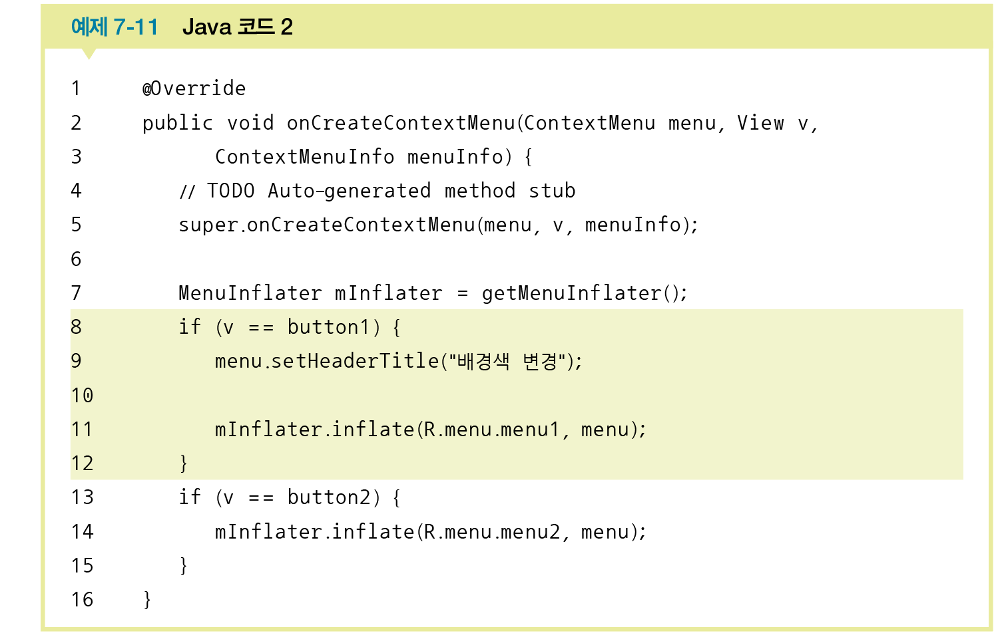 예제 7-11 Java 코드 2
1 @Override
2 public void onCreateContextMenu(ContextMenu menu, View v,
3 ContextMenuInfo menuInfo) {
4 // TODO Auto-generated method stub
5 super.onCreateContextMenu(menu, v, menuInfo);
6
7 MenuInflater mInflater = getMenuInflater();
8 if (v == button1) {
9 menu.setHeaderTitle("배경색 변경");
10
11 mInflater.inflate(R.menu.menu1, menu);
12 }
13 if (v == button2) {
14 mInflater.inflate(R.menu.menu2, menu);
15 }
16 }